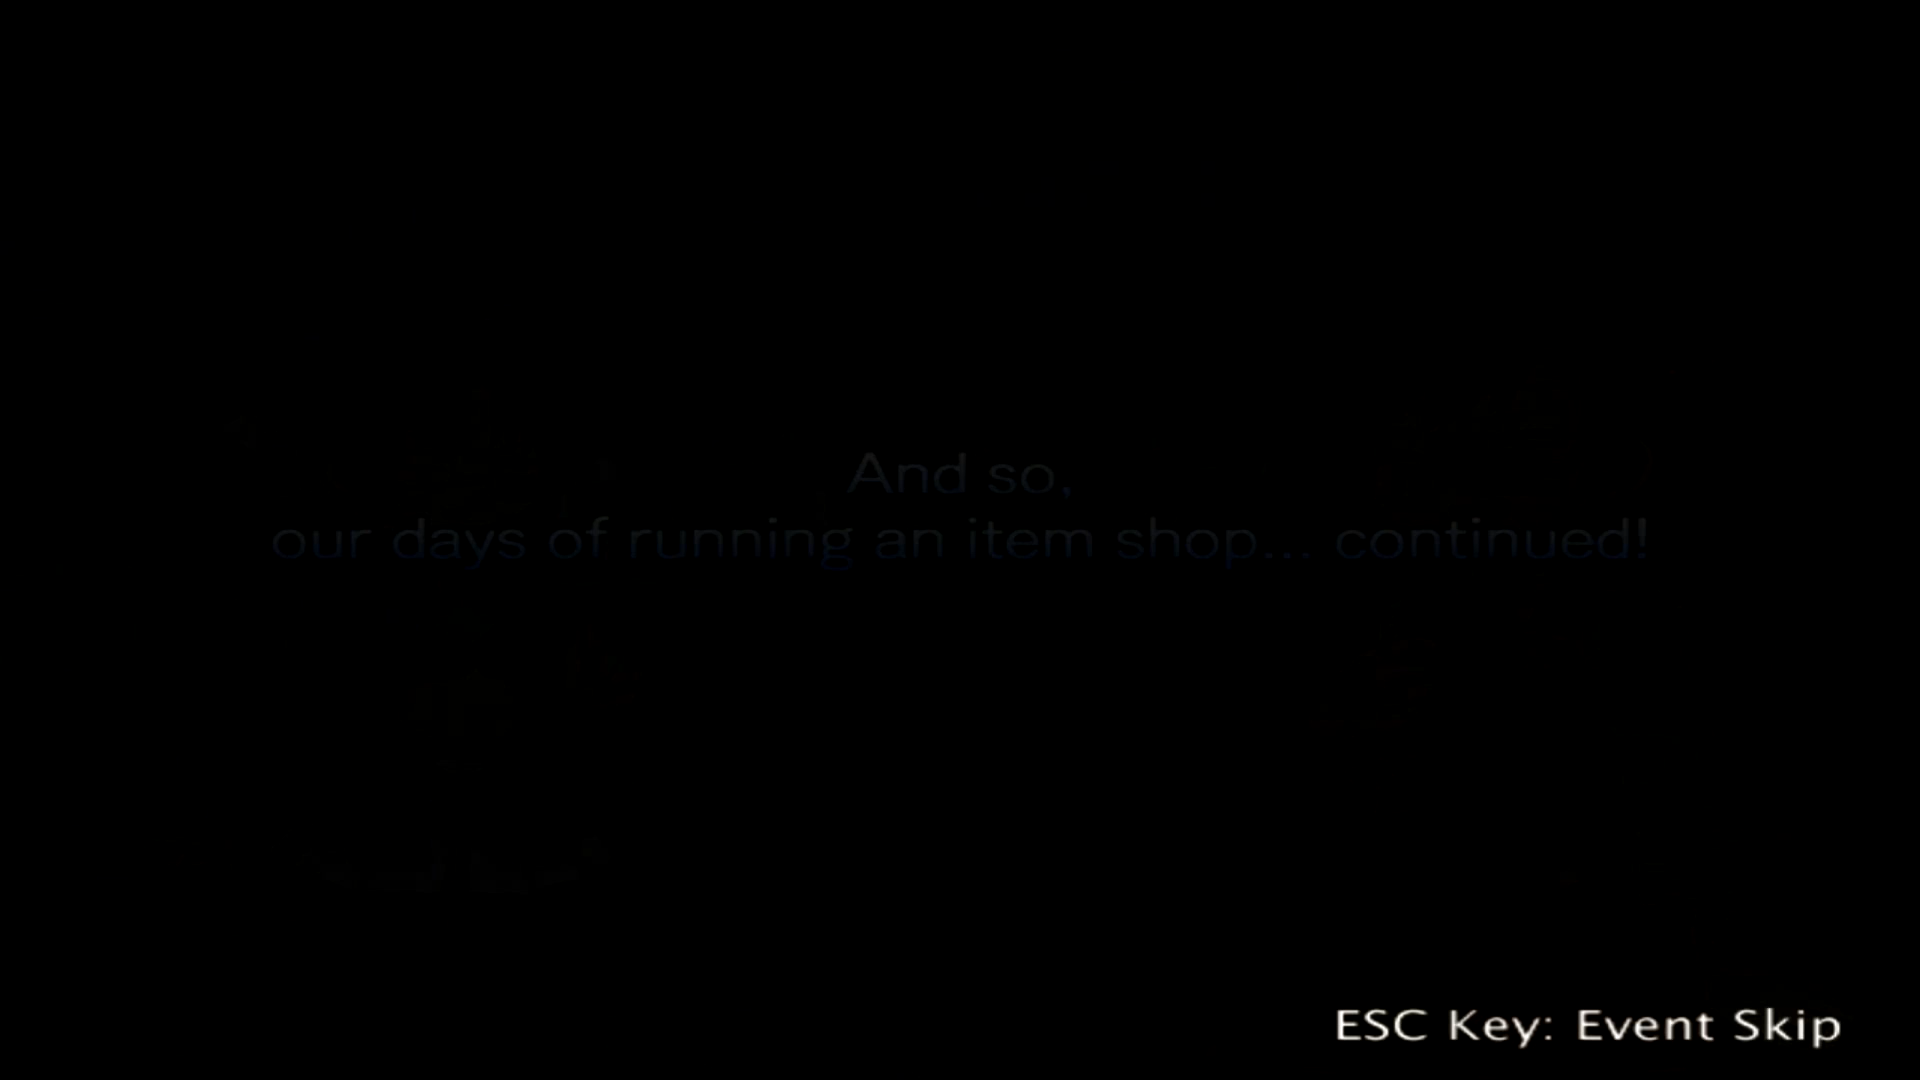 And so,
our days of running an item shop... continued!
ESC Key: Event Skip